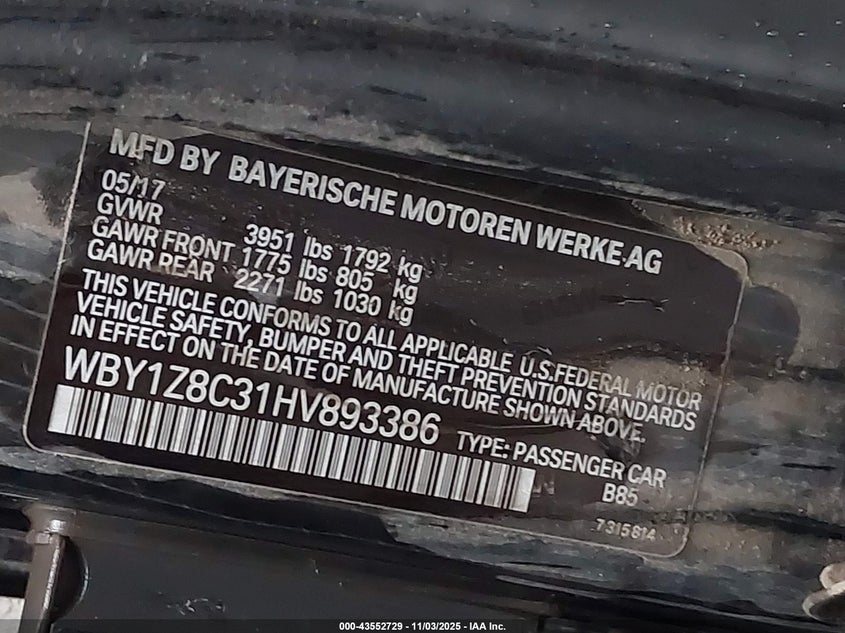 MFD BY BAYERISCHE MOTOREN WERKE AG
05/17
GVWR 3951 lbs 1792 kg
GAWR FRONT 1775 lbs 805 kg
GAWR REAR 2271 lbs 1030 kg
THIS VEHICLE CONFORMS TO ALL APPLICABLE U.S.FEDERAL MOTOR
VEHICLE SAFETY, BUMPER AND THEFT PREVENTION STANDARDS
IN EFFECT ON THE DATE OF MANUFACTURE SHOWN ABOVE.
WBY1Z8C31HV893386
TYPE: PASSENGER CAR
B85
7315814
000-43552729 - 11/03/2025 - IAA Inc.